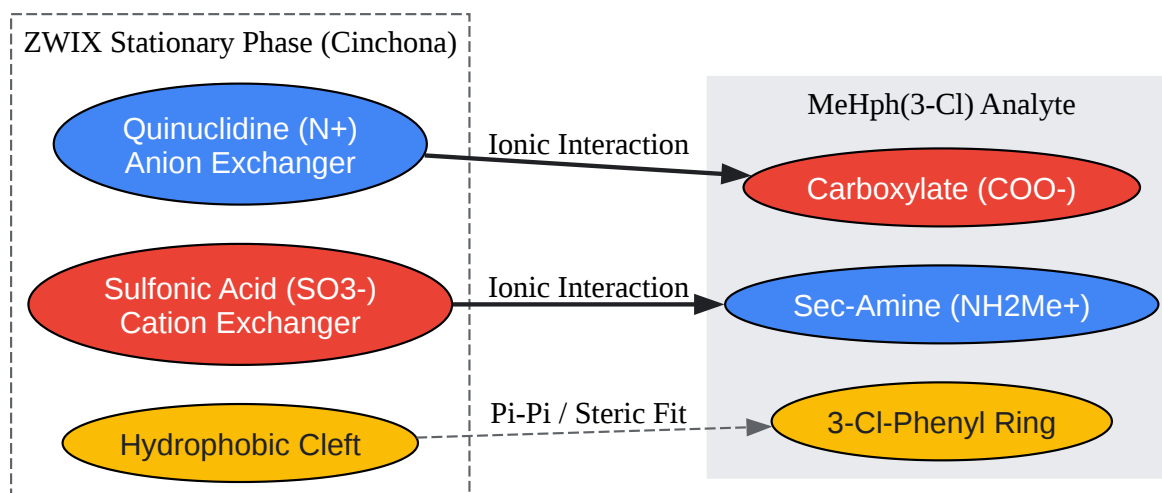 ZWIX Stationary Phase (Cinchona)
Quinuclidine (N+)
Anion Exchanger
Ionic Interaction
MeHph(3-Cl) Analyte
Carboxylate (COO-)
Sulfonic Acid (SO3-)
Cation Exchanger
Ionic Interaction
Sec-Amine (NH2Me+)
Hydrophobic Cleft
Pi-Pi / Steric Fit
3-Cl-Phenyl Ring